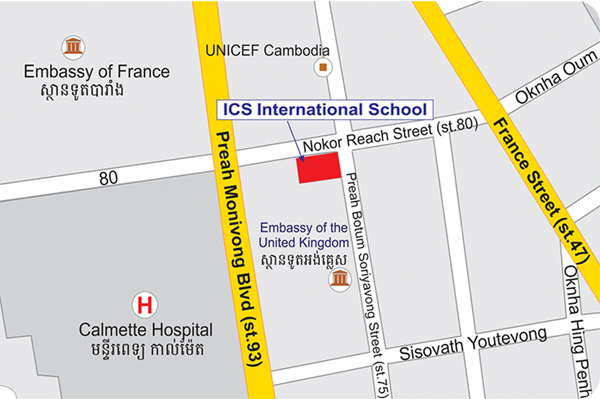 UNICEF Cambodia
Embassy of France
ស្ថានទូតបារាំង
Oknha Oum
ICS International School
Nokor Reach Street (st.80)
80
Preah Monivong Blvd (st.93)
France Street (st.47)
Preah Botum Soriyavong Street (st.75)
Embassy of the
United Kingdom
ស្ថានទូតអង់គ្លេស
Oknha Hing Penh
H
Calmette Hospital
មន្ទីរពេទ្យ កាល់ម៉ែត
Sisovath Youtevong